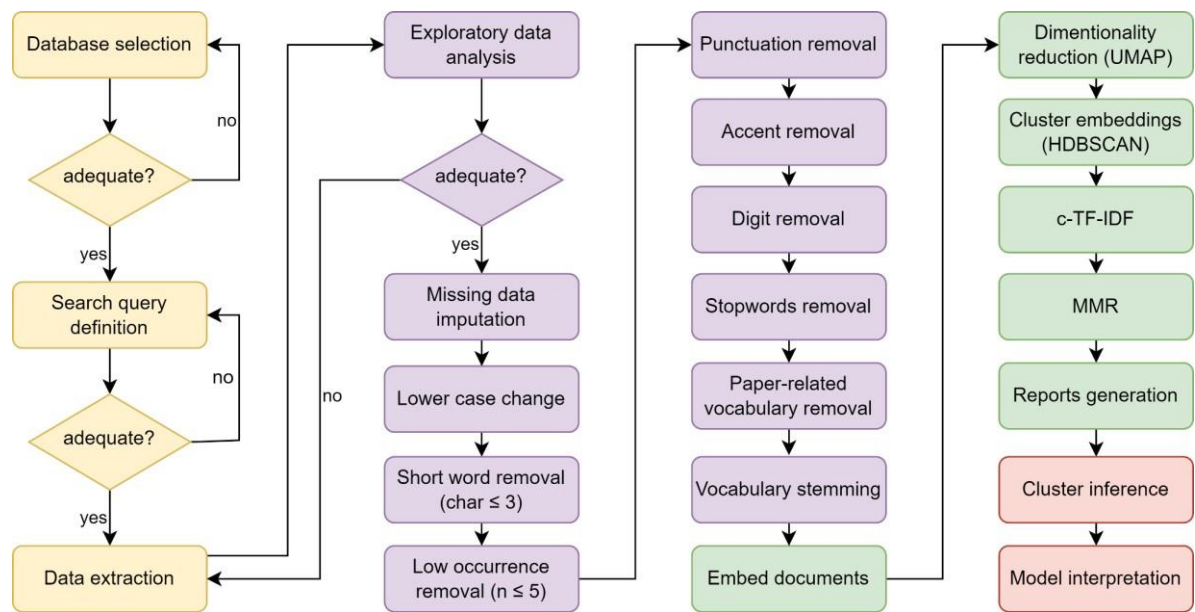 Database selection
no
adequate?
yes
Search query
definition
no
adequate?
yes
Data extraction
Exploratory data
analysis
adequate?
no
yes
Missing data
imputation
Lower case change
Short word removal
(char ≤ 3)
Low occurrence
removal (n ≤ 5)
Punctuation removal
Accent removal
Digit removal
Stopwords removal
Paper-related
vocabulary removal
Vocabulary stemming
Embed documents
Dimentionality
reduction (UMAP)
Cluster embeddings
(HDBSCAN)
c-TF-IDF
MMR
Reports generation
Cluster inference
Model interpretation